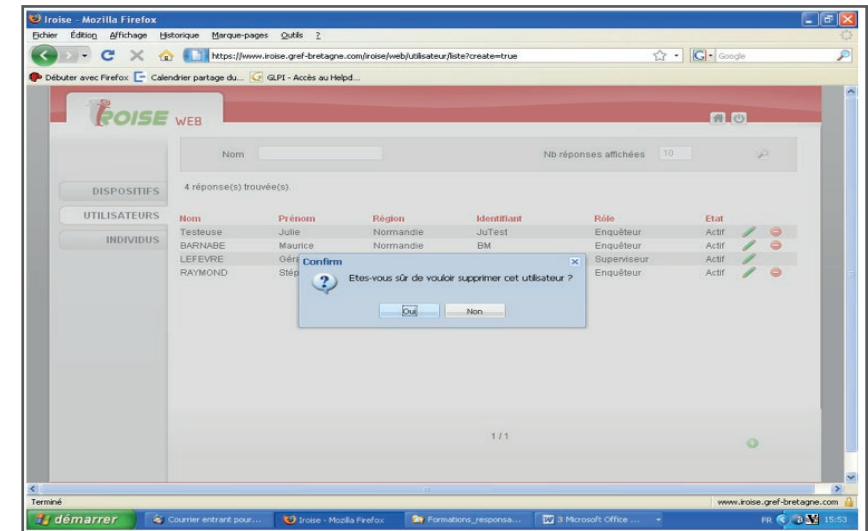 Iroise - Mozilla Firefox
Fichier Édition Affichage Historique Marque-pages Outils ?
https://www.iroise.gref-bretagne.com/iroise/web/utilisateur/liste?create=true
Google
Débuter avec Firefox Calendrier partage du... GLPI - Accès au Helpd...
IROISE WEB
Nom Nb réponses affichées 10
DISPOSITIFS
UTILISATEURS
INDIVIDUS
4 réponse(s) trouvée(s).
Nom Prénom Région Identifiant Rôle Etat
Testeuse Julie Normandie JuTest Enquêteur Actif
BARNABE Maurice Normandie BM Enquêteur Actif
LEFEVRE Superviseur Actif
RAYMOND Enquêteur Actif
Confirm
Etes-vous sûr de vouloir supprimer cet utilisateur ?
Oui Non
1 / 1
Terminé www.iroise.gref-bretagne.com
démarrer Courrier entrant pour... Iroise - Mozilla Firefox Formations_responsa... 3 Microsoft Office ... FR 15:53